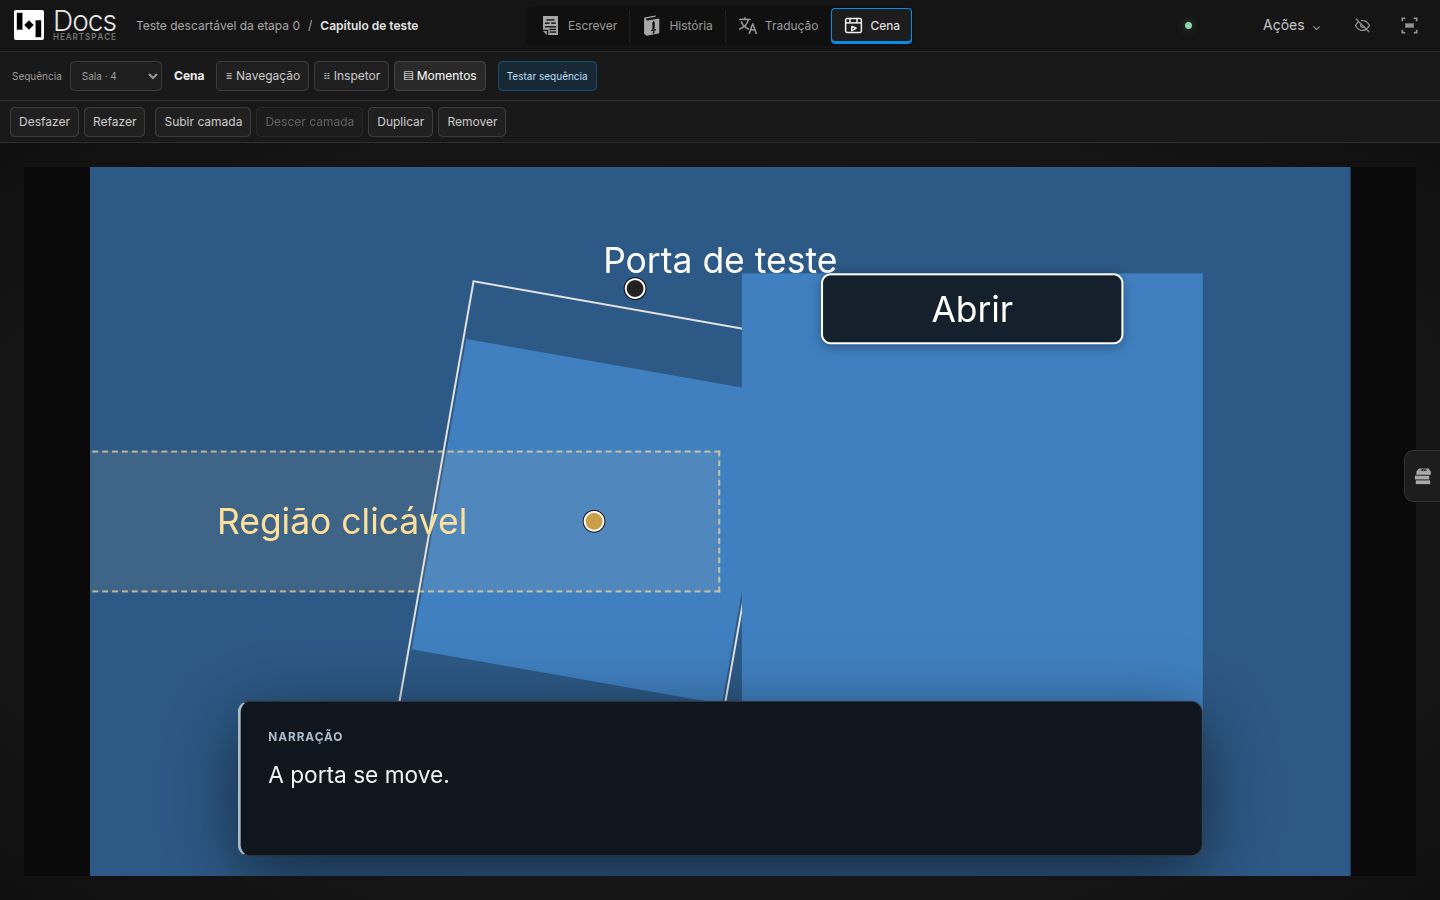 Docs
HEARTSPACE
Teste descartável da etapa 0 / Capítulo de teste
Escrever
História
Tradução
Cena
Ações
Sequência
Sala · 4
Cena
Navegação
Inspetor
Momentos
Testar sequência
Desfazer
Refazer
Subir camada
Descer camada
Duplicar
Remover
Porta de teste
Abrir
Região clicável
NARRAÇÃO
A porta se move.